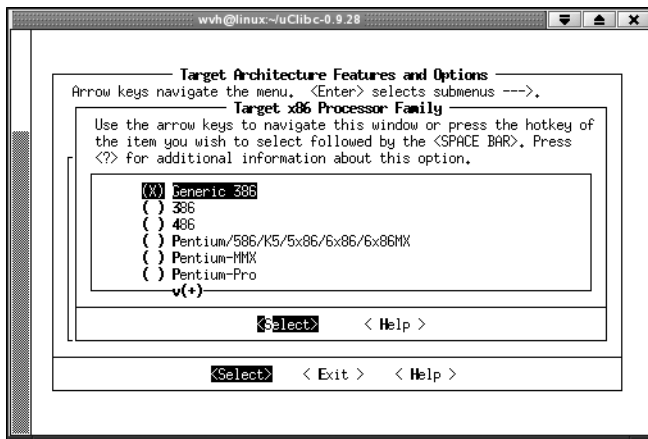 wvh@linux:~/uClibc-0.9.28
Target Architecture Features and Options
Arrow keys navigate the menu. <Enter> selects submenus --->.
Target x86 Processor Family
Use the arrow keys to navigate this window or press the hotkey of
the item you wish to select followed by the <SPACE BAR>. Press
<?> for additional information about this option.
(X) Generic 386
( ) 386
( ) 486
( ) Pentium/586/K5/5x86/6x86/6x86MX
( ) Pentium-MMX
( ) Pentium-Pro
v(+)
<Select> < Help >
<Select> < Exit > < Help >